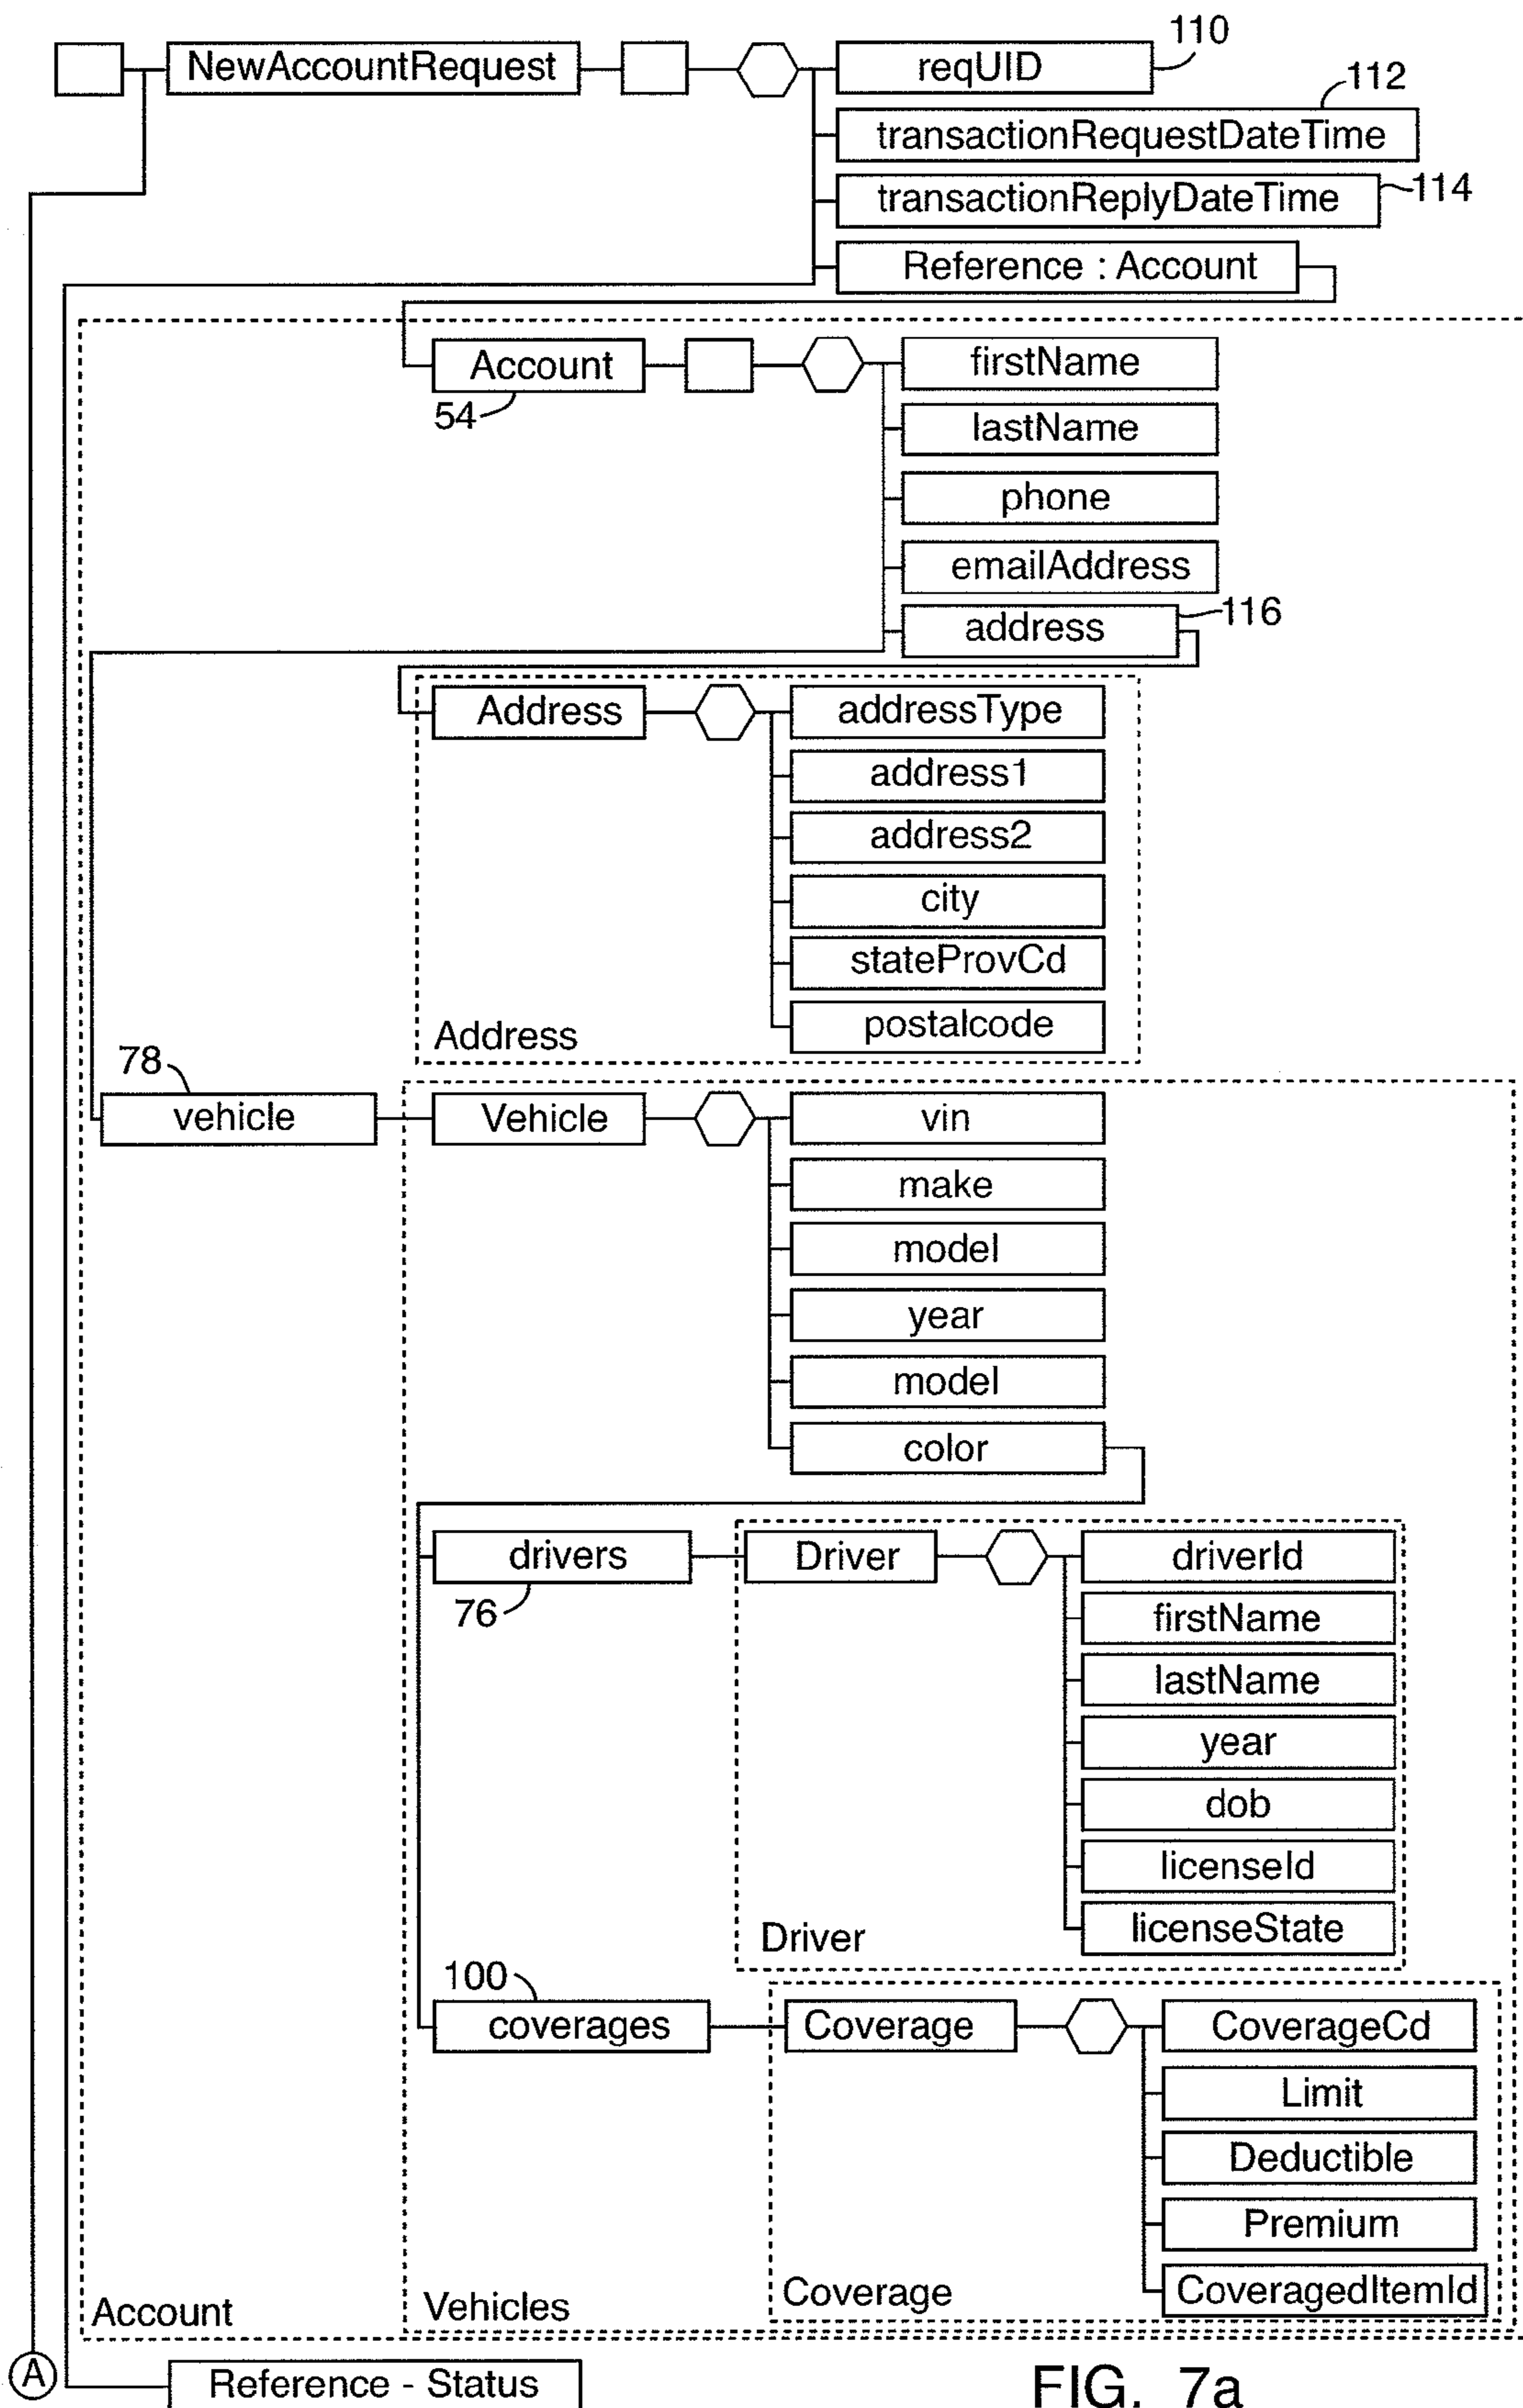 110
NewAccountRequest
reqUID
112
transactionRequestDateTime
transactionReplyDateTime
114
Reference : Account
Account
54
firstName
lastName
phone
emailAddress
address
116
Address
addressType
address1
address2
city
stateProvCd
postalcode
Address
78
vehicle
Vehicle
vin
make
model
year
model
color
drivers
76
Driver
driverId
firstName
lastName
year
dob
licenseId
licenseState
Driver
100
coverages
Coverage
CoverageCd
Limit
Deductible
Premium
CoveragedItemId
Coverage
Vehicles
Account
A
Reference - Status
FIG. 7a